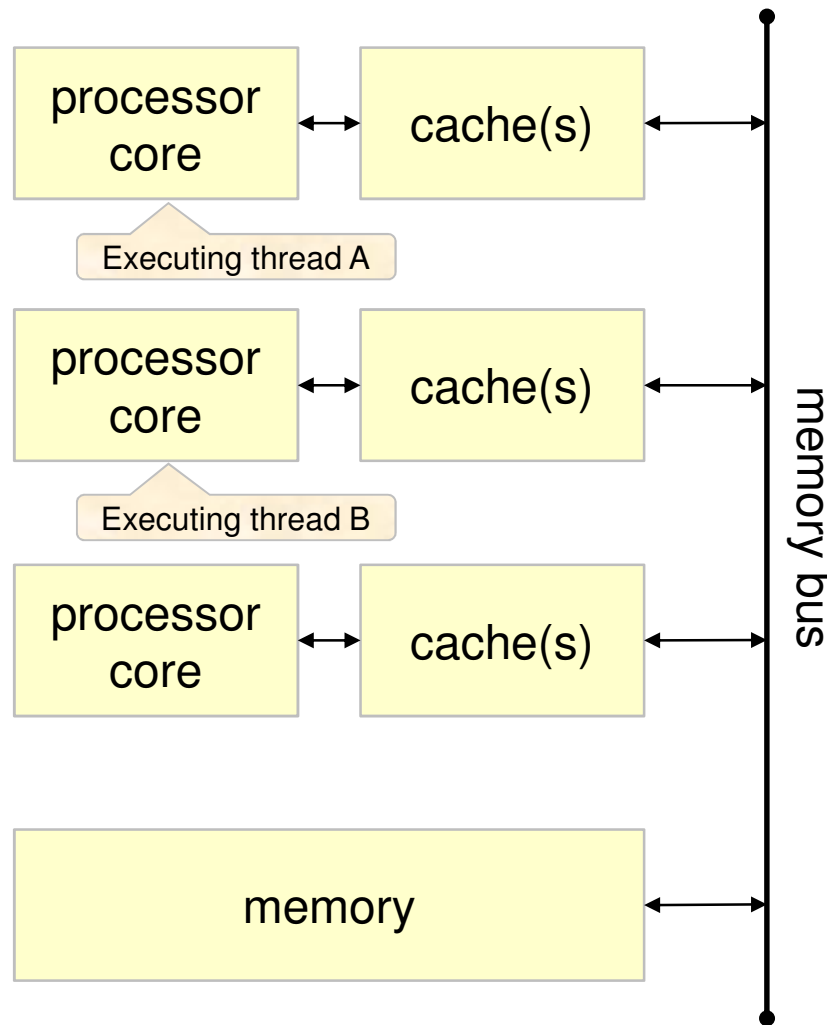 processor
core
cache(s)
Executing thread A
processor
core
cache(s)
Executing thread B
processor
core
cache(s)
memory
memory bus